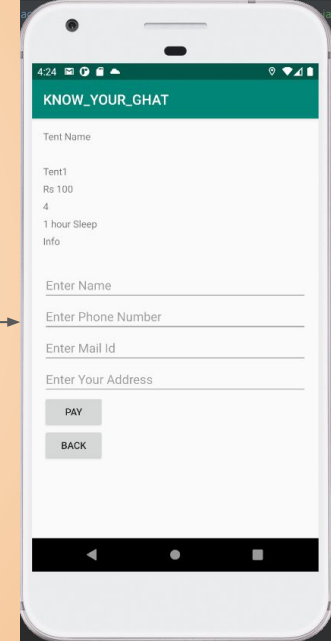 4:24
KNOW_YOUR_GHAT
Tent Name
Tent1
Rs 100
4
1 hour Sleep
Info
Enter Name
Enter Phone Number
Enter Mail Id
Enter Your Address
PAY
BACK